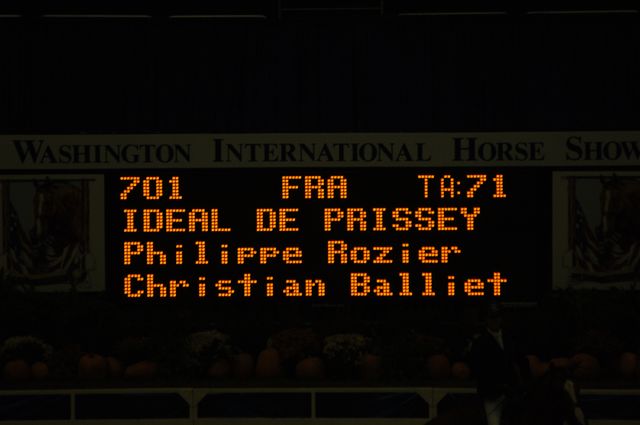 WASHINGTON INTERNATIONAL HORSE SHOW
701 FRA TA:71
IDEAL DE PRISSEY
Philippe Rozier
Christian Balliet